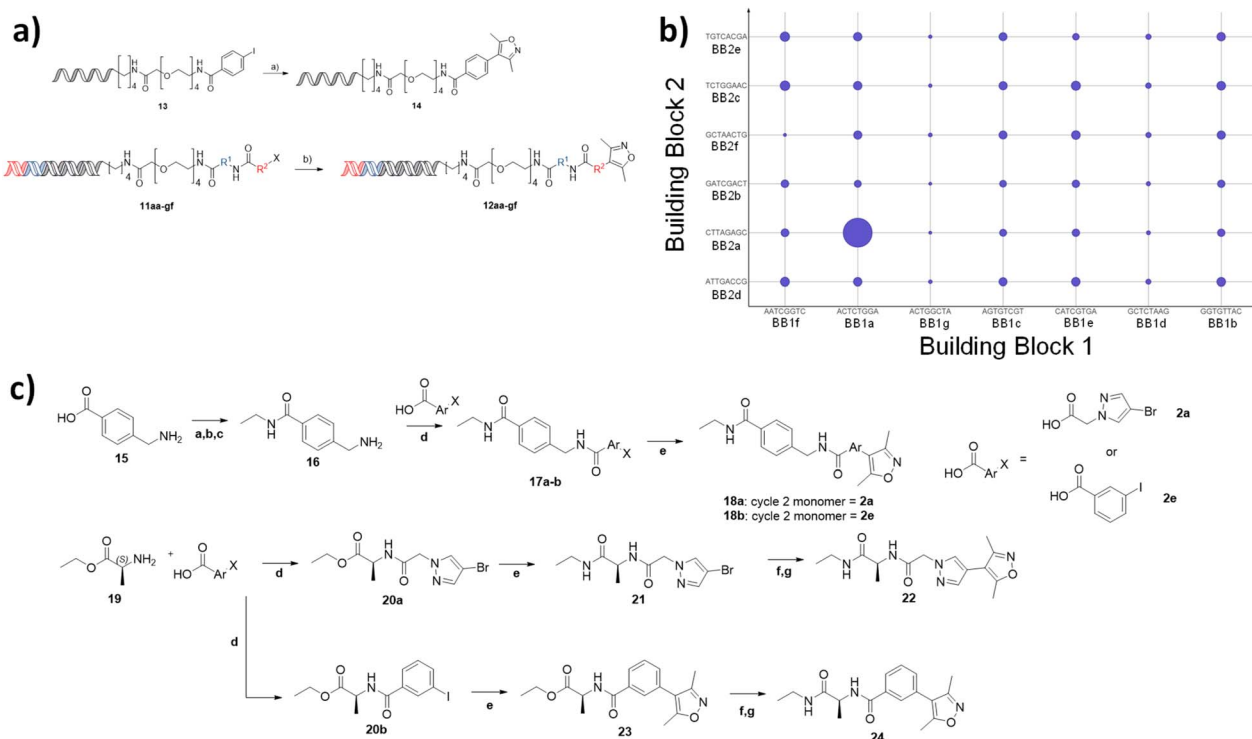 a)
a)
13
14
b)
11aa-gf
12aa-gf
b)
Building Block 2
TGTCACGA
BB2e
TCTGGAAC
BB2c
GCTAACTG
BB2f
GATCGACT
BB2b
CTTAGAGC
BB2a
ATTGACCG
BB2d
AATCGGTC ACTCTGGA ACTGGCTA AGTGTCGT CATCGTGA GCTCTAAG GGTGTTAC
BB1f BB1a BB1g BB1c BB1e BB1d BB1b
Building Block 1
c)
15
a,b,c
16
d
17a-b
e
18a: cycle 2 monomer = 2a
18b: cycle 2 monomer = 2e
=
2a
or
2e
19
+
d
20a
e
21
f,g
22
d
20b
e
23
f,g
24